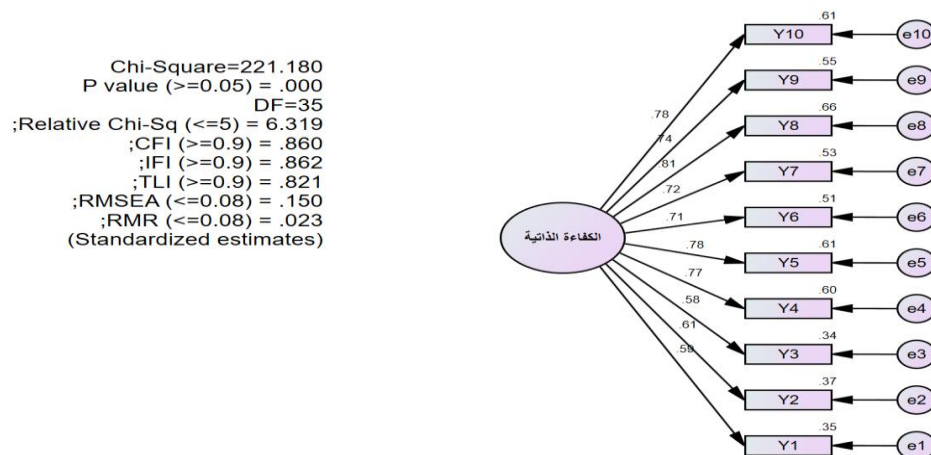 Chi-Square=221.180
P value (>=0.05) = .000
DF=35
;Relative Chi-Sq (<=5) = 6.319
;CFI (>=0.9) = .860
;IFI (>=0.9) = .862
;TLI (>=0.9) = .821
;RMSEA (<=0.08) = .150
;RMR (<=0.08) = .023
(Standardized estimates)
الكفاءة الذاتية
.61
Y10
e10
.78
.55
Y9
e9
.74
.66
Y8
e8
.81
.53
Y7
e7
.72
.51
Y6
e6
.71
.61
Y5
e5
.78
.60
Y4
e4
.77
.34
Y3
e3
.58
.37
Y2
e2
.61
.35
Y1
e1
.59